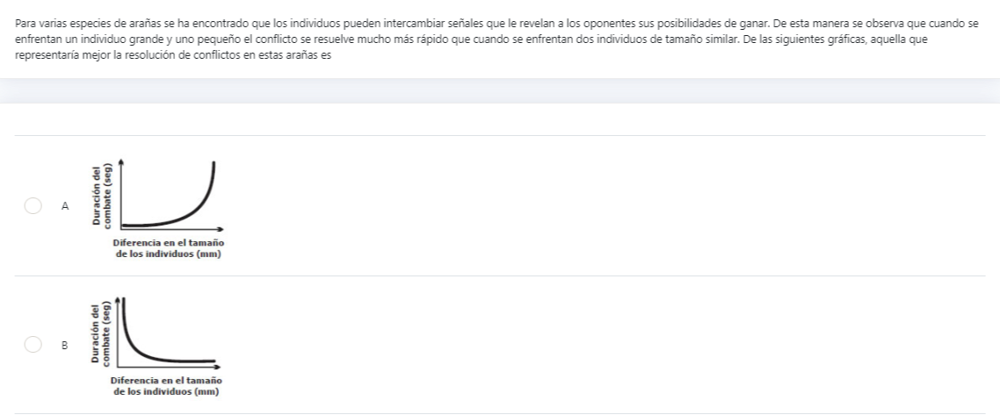 Para varias especies de arañas se ha encontrado que los individuos pueden intercambiar señales que le revelan a los oponentes sus posibilidades de ganar. De esta manera se observa que cuando se
enfrentan un individuo grande y uno pequeño el conflicto se resuelve mucho más rápido que cuando se enfrentan dos individuos de tamaño similar. De las siguientes gráficas, aquella que
representaría mejor la resolución de conflictos en estas arañas es
A
Duración del
combate (seg)
Diferencia en el tamaño
de los individuos (mm)
B
Duración del
combate (seg)
Diferencia en el tamaño
de los individuos (mm)